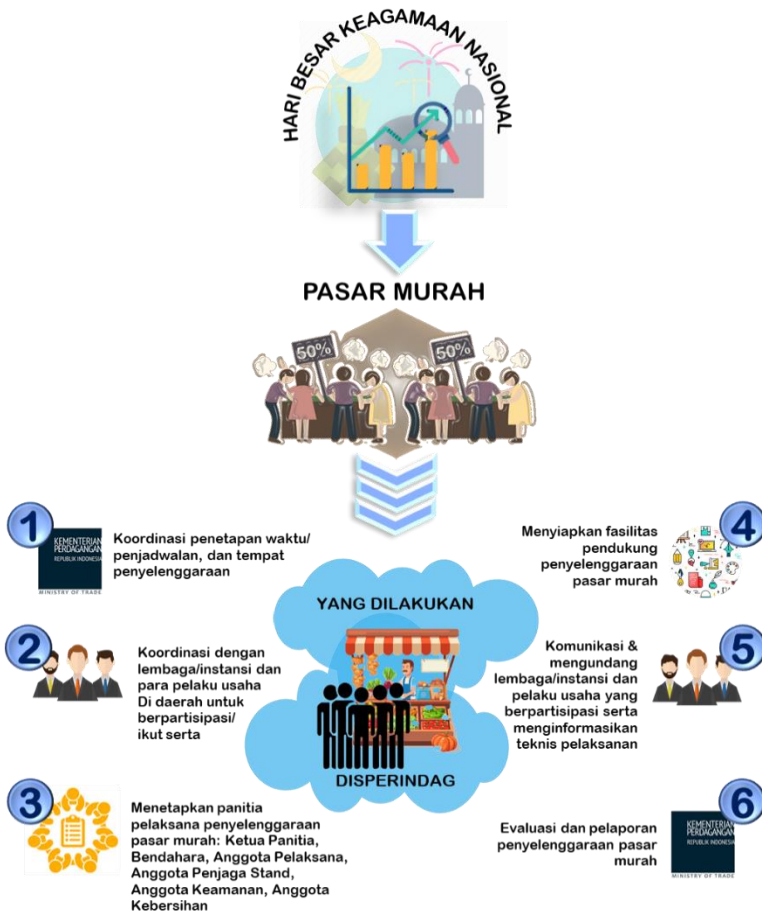 HARI BESAR KEAGAMAAN NASIONAL
PASAR MURAH
50%
50%
1
KEMENTERIAN
PERDAGANGAN
REPUBLIK INDONESIA
MINISTRY OF TRADE
Koordinasi penetapan waktu/
penjadwalan, dan tempat
penyelenggaraan
2
Koordinasi dengan
lembaga/instansi dan
para pelaku usaha
Di daerah untuk
berpartisipasi/
ikut serta
3
Menetapkan panitia
pelaksana penyelenggaraan
pasar murah: Ketua Panitia,
Bendahara, Anggota Pelaksana,
Anggota Penjaga Stand,
Anggota Keamanan, Anggota
Kebersihan
YANG DILAKUKAN
DISPERINDAG
4
Menyiapkan fasilitas
pendukung
penyelenggaraan
pasar murah
5
Komunikasi &
mengundang
lembaga/instansi dan
pelaku usaha yang
berpartisipasi serta
menginformasikan
teknis pelaksanan
6
Evaluasi dan pelaporan
penyelenggaraan pasar
murah
KEMENTERIAN
PERDAGANGAN
REPUBLIK INDONESIA
MINISTRY OF TRADE